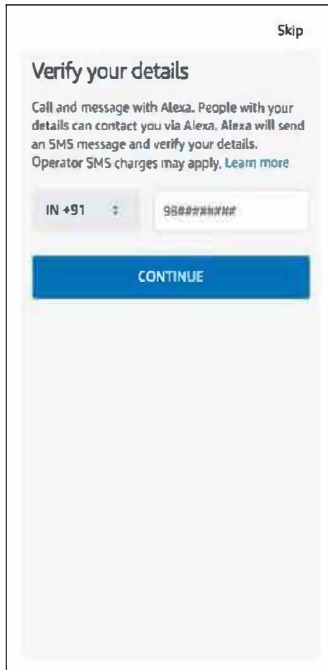 Skip
Verify your details
Call and message with Alexa. People with your
details can contact you via Alexa. Alexa will send
an SMS message and verify your details.
Operator SMS charges may apply. Learn more
IN +91
98########
CONTINUE